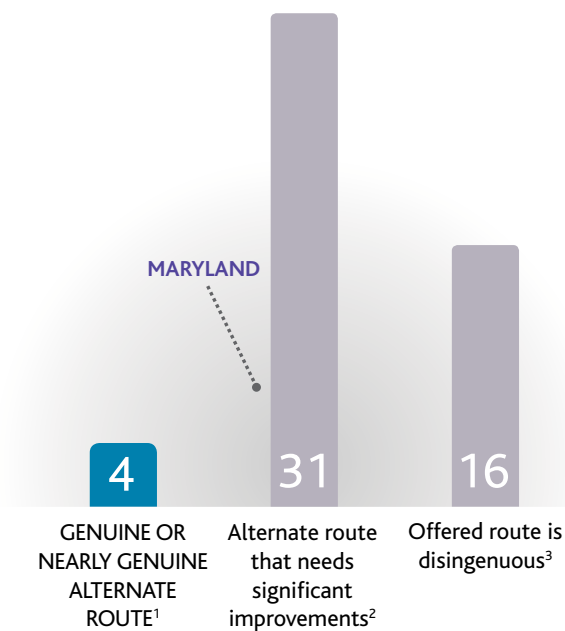 MARYLAND
4
31
16
GENUINE OR
NEARLY GENUINE
ALTERNATE
ROUTE¹
Alternate route
that needs
significant
improvements²
Offered route is
disingenuous³